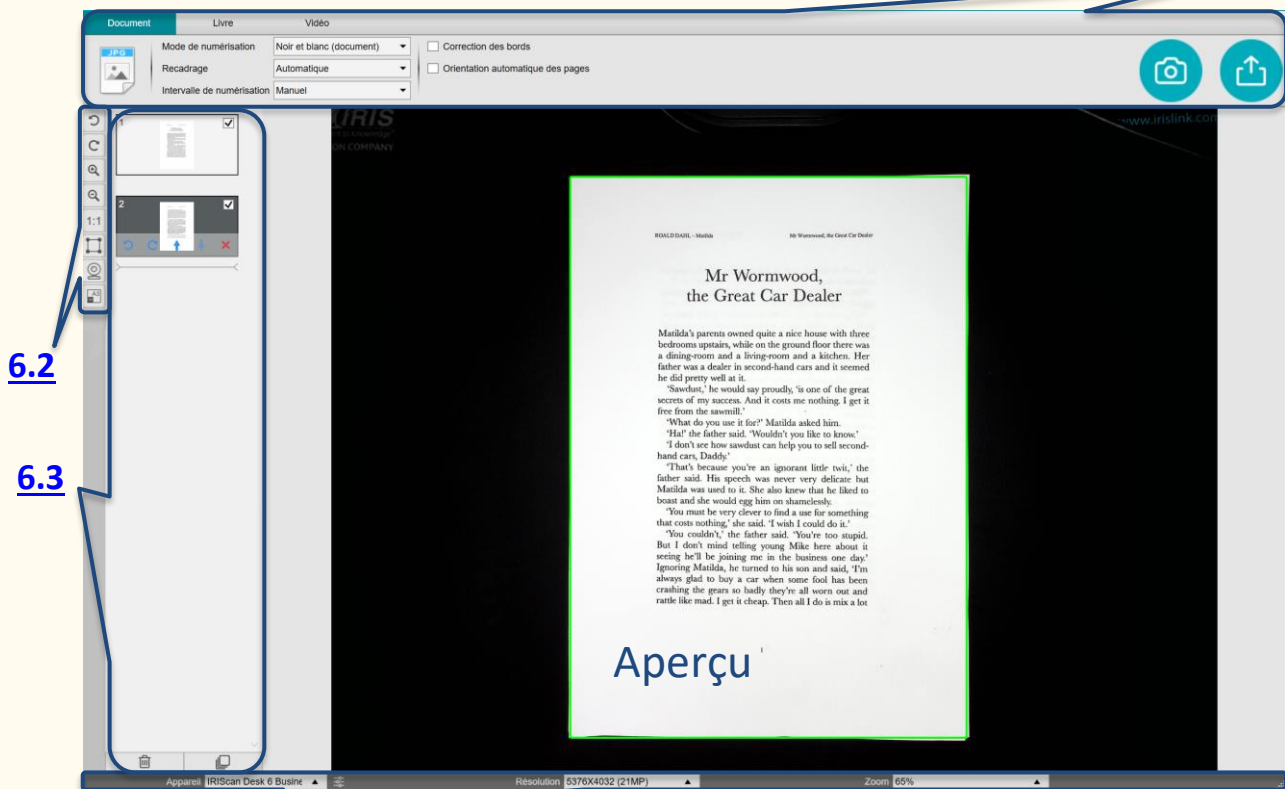 Document Livre Vidéo
JPG
Mode de numérisation Noir et blanc (document)
Recadrage Automatique
Intervalle de numérisation Manuel
Correction des bords
Orientation automatique des pages
1
2
1:1
A3
6.2
6.3
IRIS
ON COMPANY
www.irislink.com
ROALD DAHL – Matilda Mr Wormwood, the Great Car Dealer
Mr Wormwood,
the Great Car Dealer
Matilda's parents owned quite a nice house with three
bedrooms upstairs, while on the ground floor there was
a dining-room and a living-room and a kitchen. Her
father was a dealer in second-hand cars and it seemed
he did pretty well at it.
'Sawdust,' he would say proudly, 'is one of the great
secrets of my success. And it costs me nothing. I get it
free from the sawmill.'
'What do you use it for?' Matilda asked him.
'Ha!' the father said. 'Wouldn't you like to know.'
'I don't see how sawdust can help you to sell second-
hand cars, Daddy.'
'That's because you're an ignorant little twit,' the
father said. His speech was never very delicate but
Matilda was used to it. She also knew that he liked to
boast and she would egg him on shamelessly.
'You must be very clever to find a use for something
that costs nothing,' she said. 'I wish I could do it.'
'You couldn't,' the father said. 'You're too stupid.
But I don't mind telling young Mike here about it
seeing he'll be joining me in the business one day.'
Ignoring Matilda, he turned to his son and said, 'I'm
always glad to buy a car when some fool has been
crashing the gears so badly they're all worn out and
rattle like mad. I get it cheap. Then all I do is mix a lot
Aperçu
Appareil IRIScan Desk 6 Busine Résolution 5376X4032 (21MP) Zoom 65%